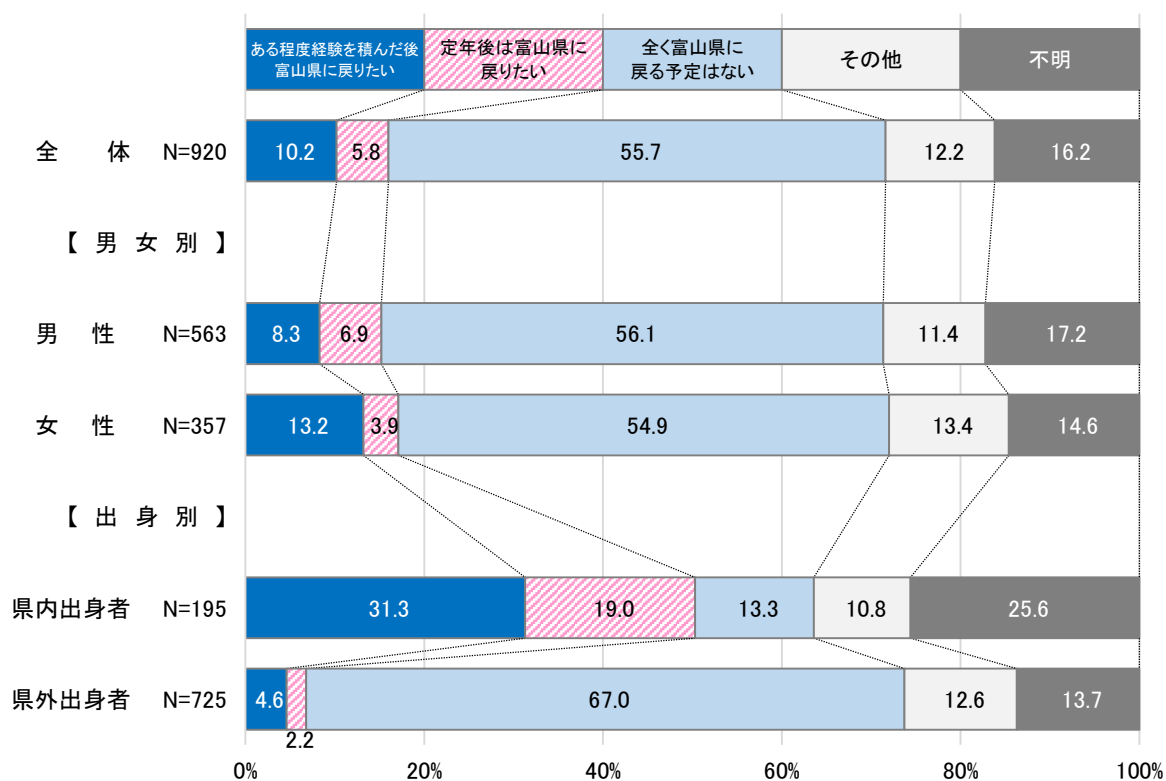 ある程度経験を積んだ後
富山県に戻りたい
定年後は富山県に
戻りたい
全く富山県に
戻る予定はない
その他
不明
全 体 N=920
10.2 5.8 55.7 12.2 16.2
【 男 女 別 】
男 性 N=563
8.3 6.9 56.1 11.4 17.2
女 性 N=357
13.2 3.9 54.9 13.4 14.6
【 出 身 別 】
県内出身者 N=195
31.3 19.0 13.3 10.8 25.6
県外出身者 N=725
4.6 2.2 67.0 12.6 13.7
0% 20% 40% 60% 80% 100%